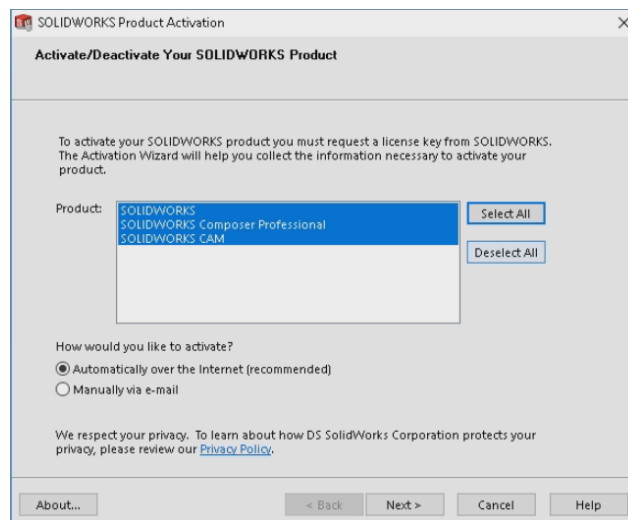 SOLIDWORKS Product Activation
Activate/Deactivate Your SOLIDWORKS Product
To activate your SOLIDWORKS product you must request a license key from SOLIDWORKS.
The Activation Wizard will help you collect the information necessary to activate your
product.
Product:
SOLIDWORKS
SOLIDWORKS Composer Professional
SOLIDWORKS CAM
Select All
Deselect All
How would you like to activate?
Automatically over the Internet (recommended)
Manually via e-mail
We respect your privacy. To learn about how DS SolidWorks Corporation protects your
privacy, please review our Privacy Policy.
About... < Back Next > Cancel Help